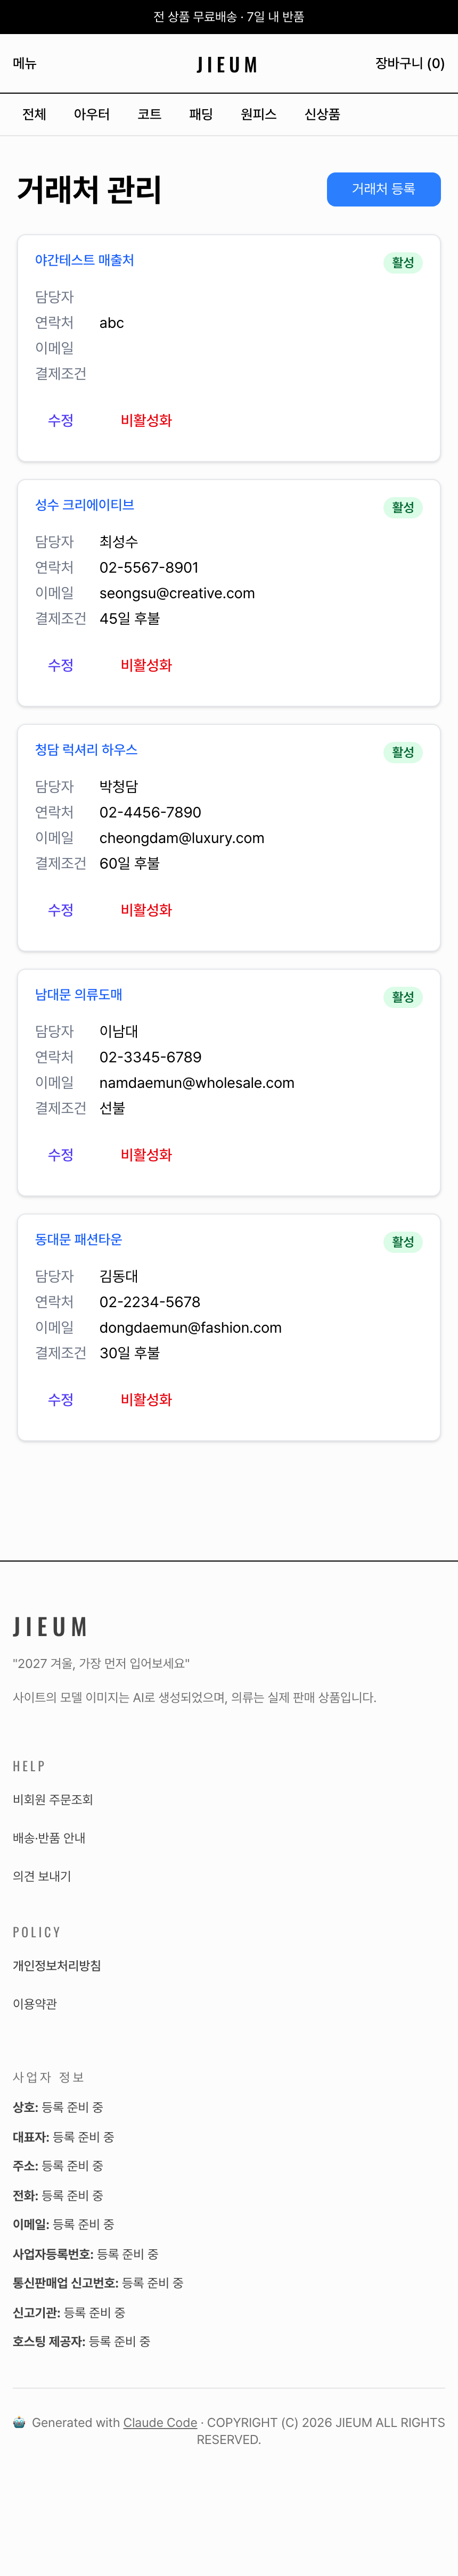 전 상품 무료배송 · 7일 내 반품
메뉴
JIEUM
장바구니 (0)
전체 아우터 코트 패딩 원피스 신상품
거래처 관리
거래처 등록
야간테스트 매출처
활성
담당자
연락처 abc
이메일
결제조건
수정 비활성화
성수 크리에이티브
활성
담당자 최성수
연락처 02-5567-8901
이메일 seongsu@creative.com
결제조건 45일 후불
수정 비활성화
청담 럭셔리 하우스
활성
담당자 박청담
연락처 02-4456-7890
이메일 cheongdam@luxury.com
결제조건 60일 후불
수정 비활성화
남대문 의류도매
활성
담당자 이남대
연락처 02-3345-6789
이메일 namdaemun@wholesale.com
결제조건 선불
수정 비활성화
동대문 패션타운
활성
담당자 김동대
연락처 02-2234-5678
이메일 dongdaemun@fashion.com
결제조건 30일 후불
수정 비활성화
JIEUM
"2027 겨울, 가장 먼저 입어보세요"
사이트의 모델 이미지는 AI로 생성되었으며, 의류는 실제 판매 상품입니다.
HELP
비회원 주문조회
배송·반품 안내
의견 보내기
POLICY
개인정보처리방침
이용약관
사업자 정보
상호: 등록 준비 중
대표자: 등록 준비 중
주소: 등록 준비 중
전화: 등록 준비 중
이메일: 등록 준비 중
사업자등록번호: 등록 준비 중
통신판매업 신고번호: 등록 준비 중
신고기관: 등록 준비 중
호스팅 제공자: 등록 준비 중
🤖 Generated with Claude Code · COPYRIGHT (C) 2026 JIEUM ALL RIGHTS
RESERVED.